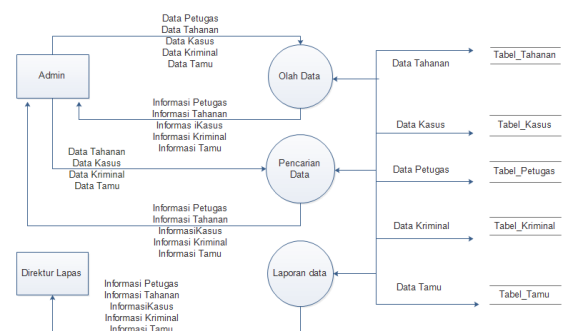 Data Petugas
Data Tahanan
Data Kasus
Data Kriminal
Data Tamu
Admin
Olah Data
Data Tahanan
Tabel_Tahanan
Informasi Petugas
Informasi Tahanan
Informas iKasus
Informasi Kriminal
Informasi Tamu
Data Kasus
Tabel_Kasus
Data Tahanan
Data Kasus
Data Kriminal
Data Tamu
Pencarian
Data
Data Petugas
Tabel_Petugas
Informasi Petugas
Informasi Tahanan
InformasiKasus
Informasi Kriminal
Informasi Tamu
Data Kriminal
Tabel_Kriminal
Direktur Lapas
Informasi Petugas
Informasi Tahanan
InformasiKasus
Informasi Kriminal
Informasi Tamu
Laporan data
Data Tamu
Tabel_Tamu